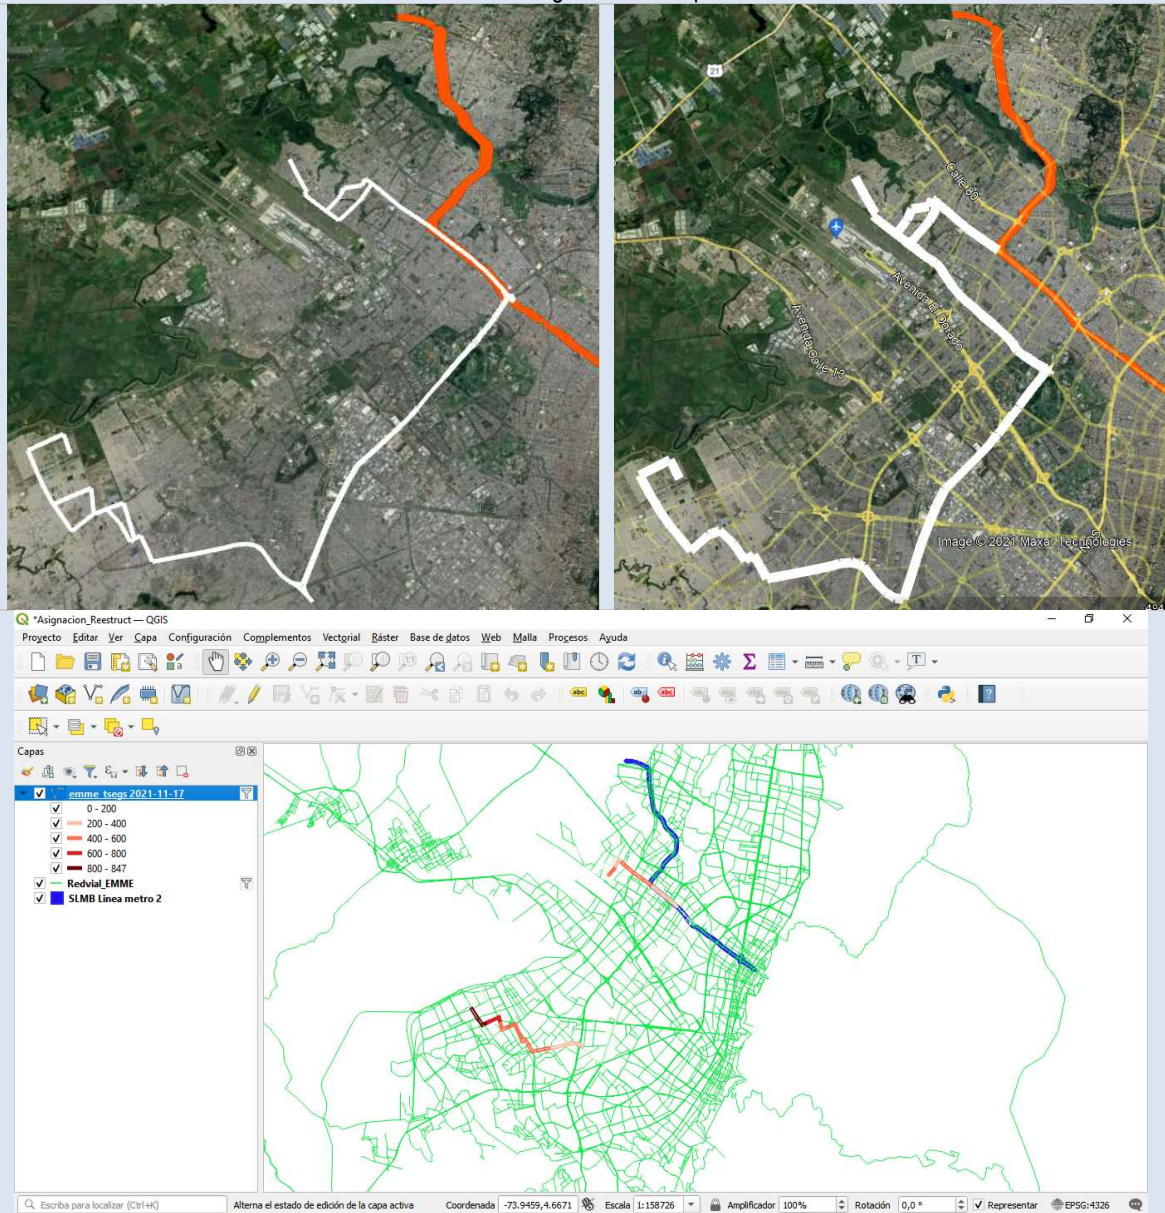 21
Calle 80
Avenida El Dorado
Avenida Calle 13
Image © 2021 Maxar Technologies
*Asignacion_Reestruct — QGIS
Proyecto Editar Ver Capa Configuración Complementos Vectorial Ráster Base de datos Web Malla Procesos Ayuda
Capas
emme_tsegs 2021-11-17
0 - 200
200 - 400
400 - 600
600 - 800
800 - 847
Redvial_EMME
SLMB Linea metro 2
Escriba para localizar (Ctrl+K) Alterna el estado de edición de la capa activa Coordenada -73.9459,4.6671 Escala 1:158726 Amplificador 100% Rotación 0,0 ° Representar EPSG:4326